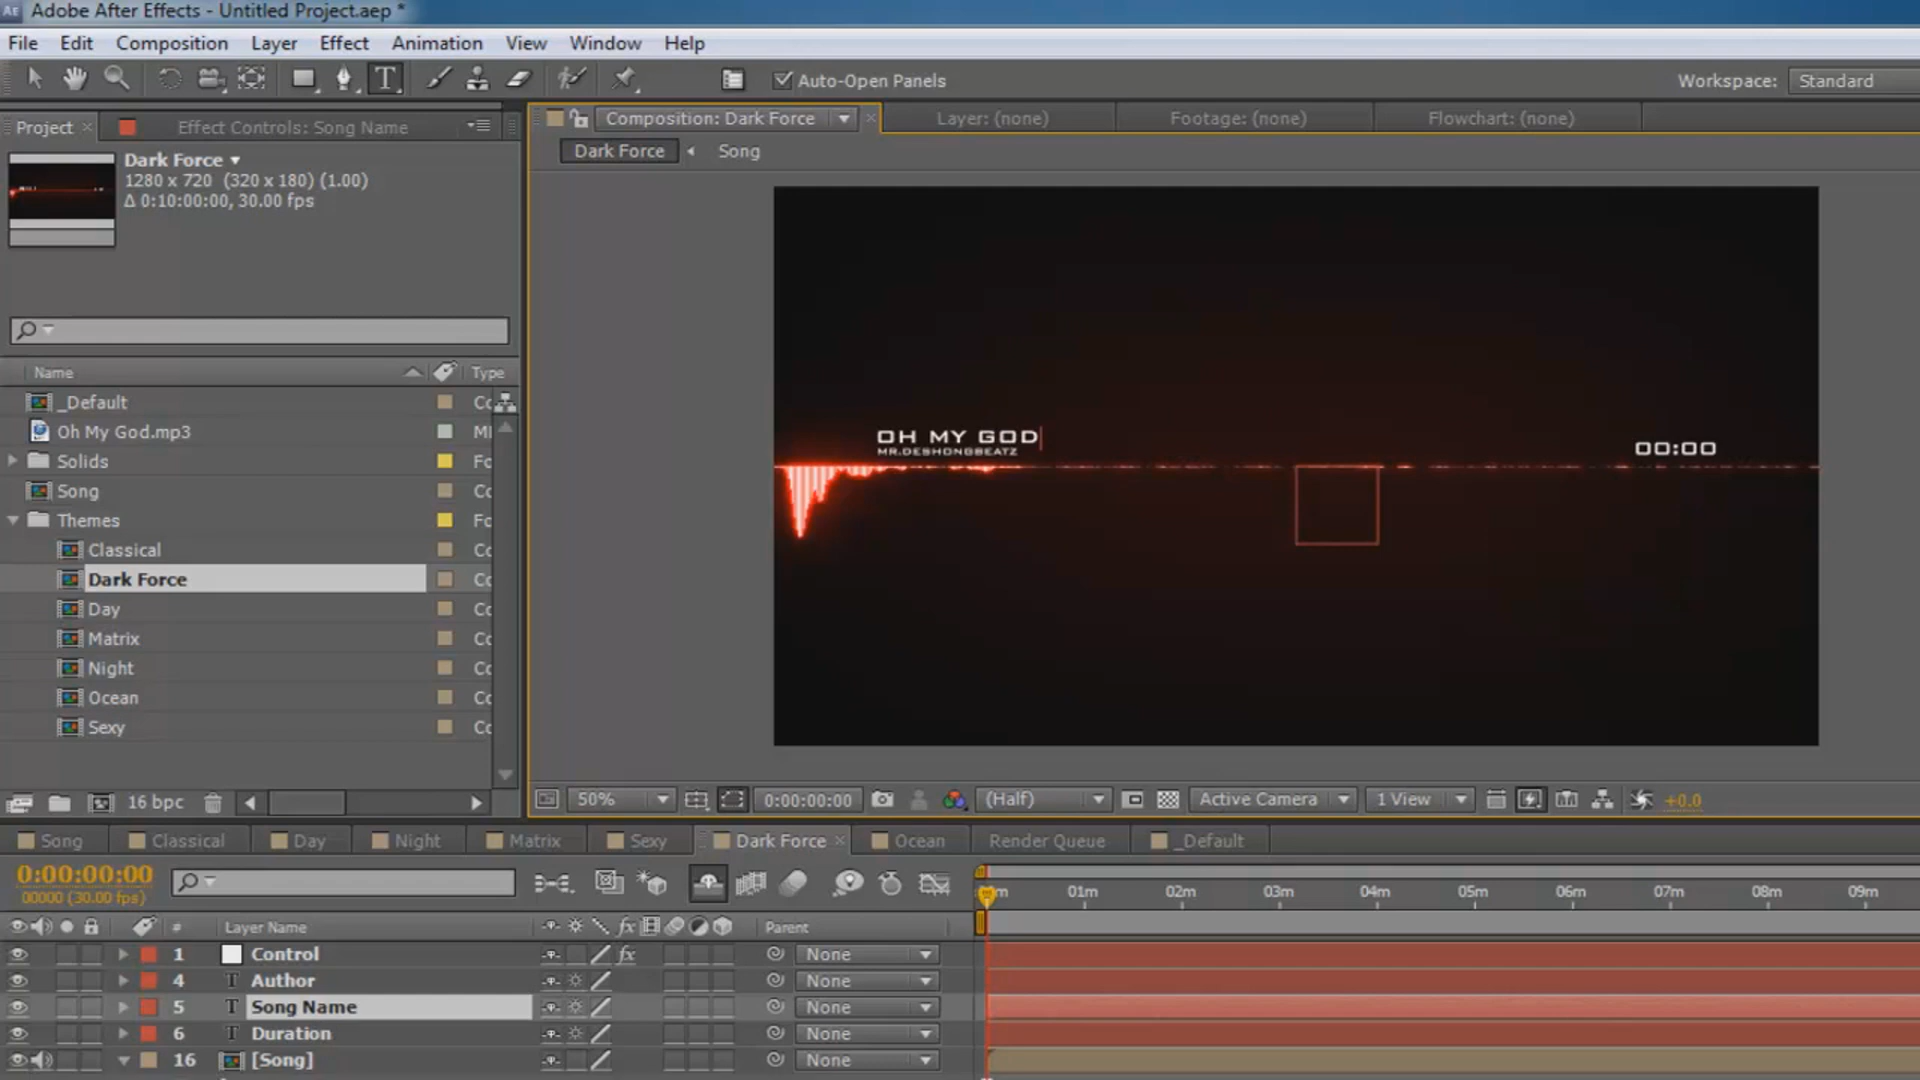 Adobe After Effects - Untitled Project.aep *
File Edit Composition Layer Effect Animation View Window Help
Auto-Open Panels
Workspace: Standard
Project
Effect Controls: Song Name
Composition: Dark Force
Layer: (none)
Footage: (none)
Flowchart: (none)
Dark Force
Song
Dark Force
1280 x 720 (320 x 180) (1.00)
Δ 0:10:00:00, 30.00 fps
Name Type
_Default
Oh My God.mp3
Solids
Song
Themes
Classical
Dark Force
Day
Matrix
Night
Ocean
Sexy
OH MY GOD
MR.DESHONGBEATZ
00:00
16 bpc
50% 0:00:00:00 (Half) Active Camera 1 View +0.0
Song Classical Day Night Matrix Sexy Dark Force Ocean Render Queue _Default
0:00:00:00
00000 (30.00 fps)
01m 02m 03m 04m 05m 06m 07m 08m 09m
# Layer Name fx Parent
1 Control fx None
4 Author None
5 Song Name None
6 Duration None
16 [Song] None